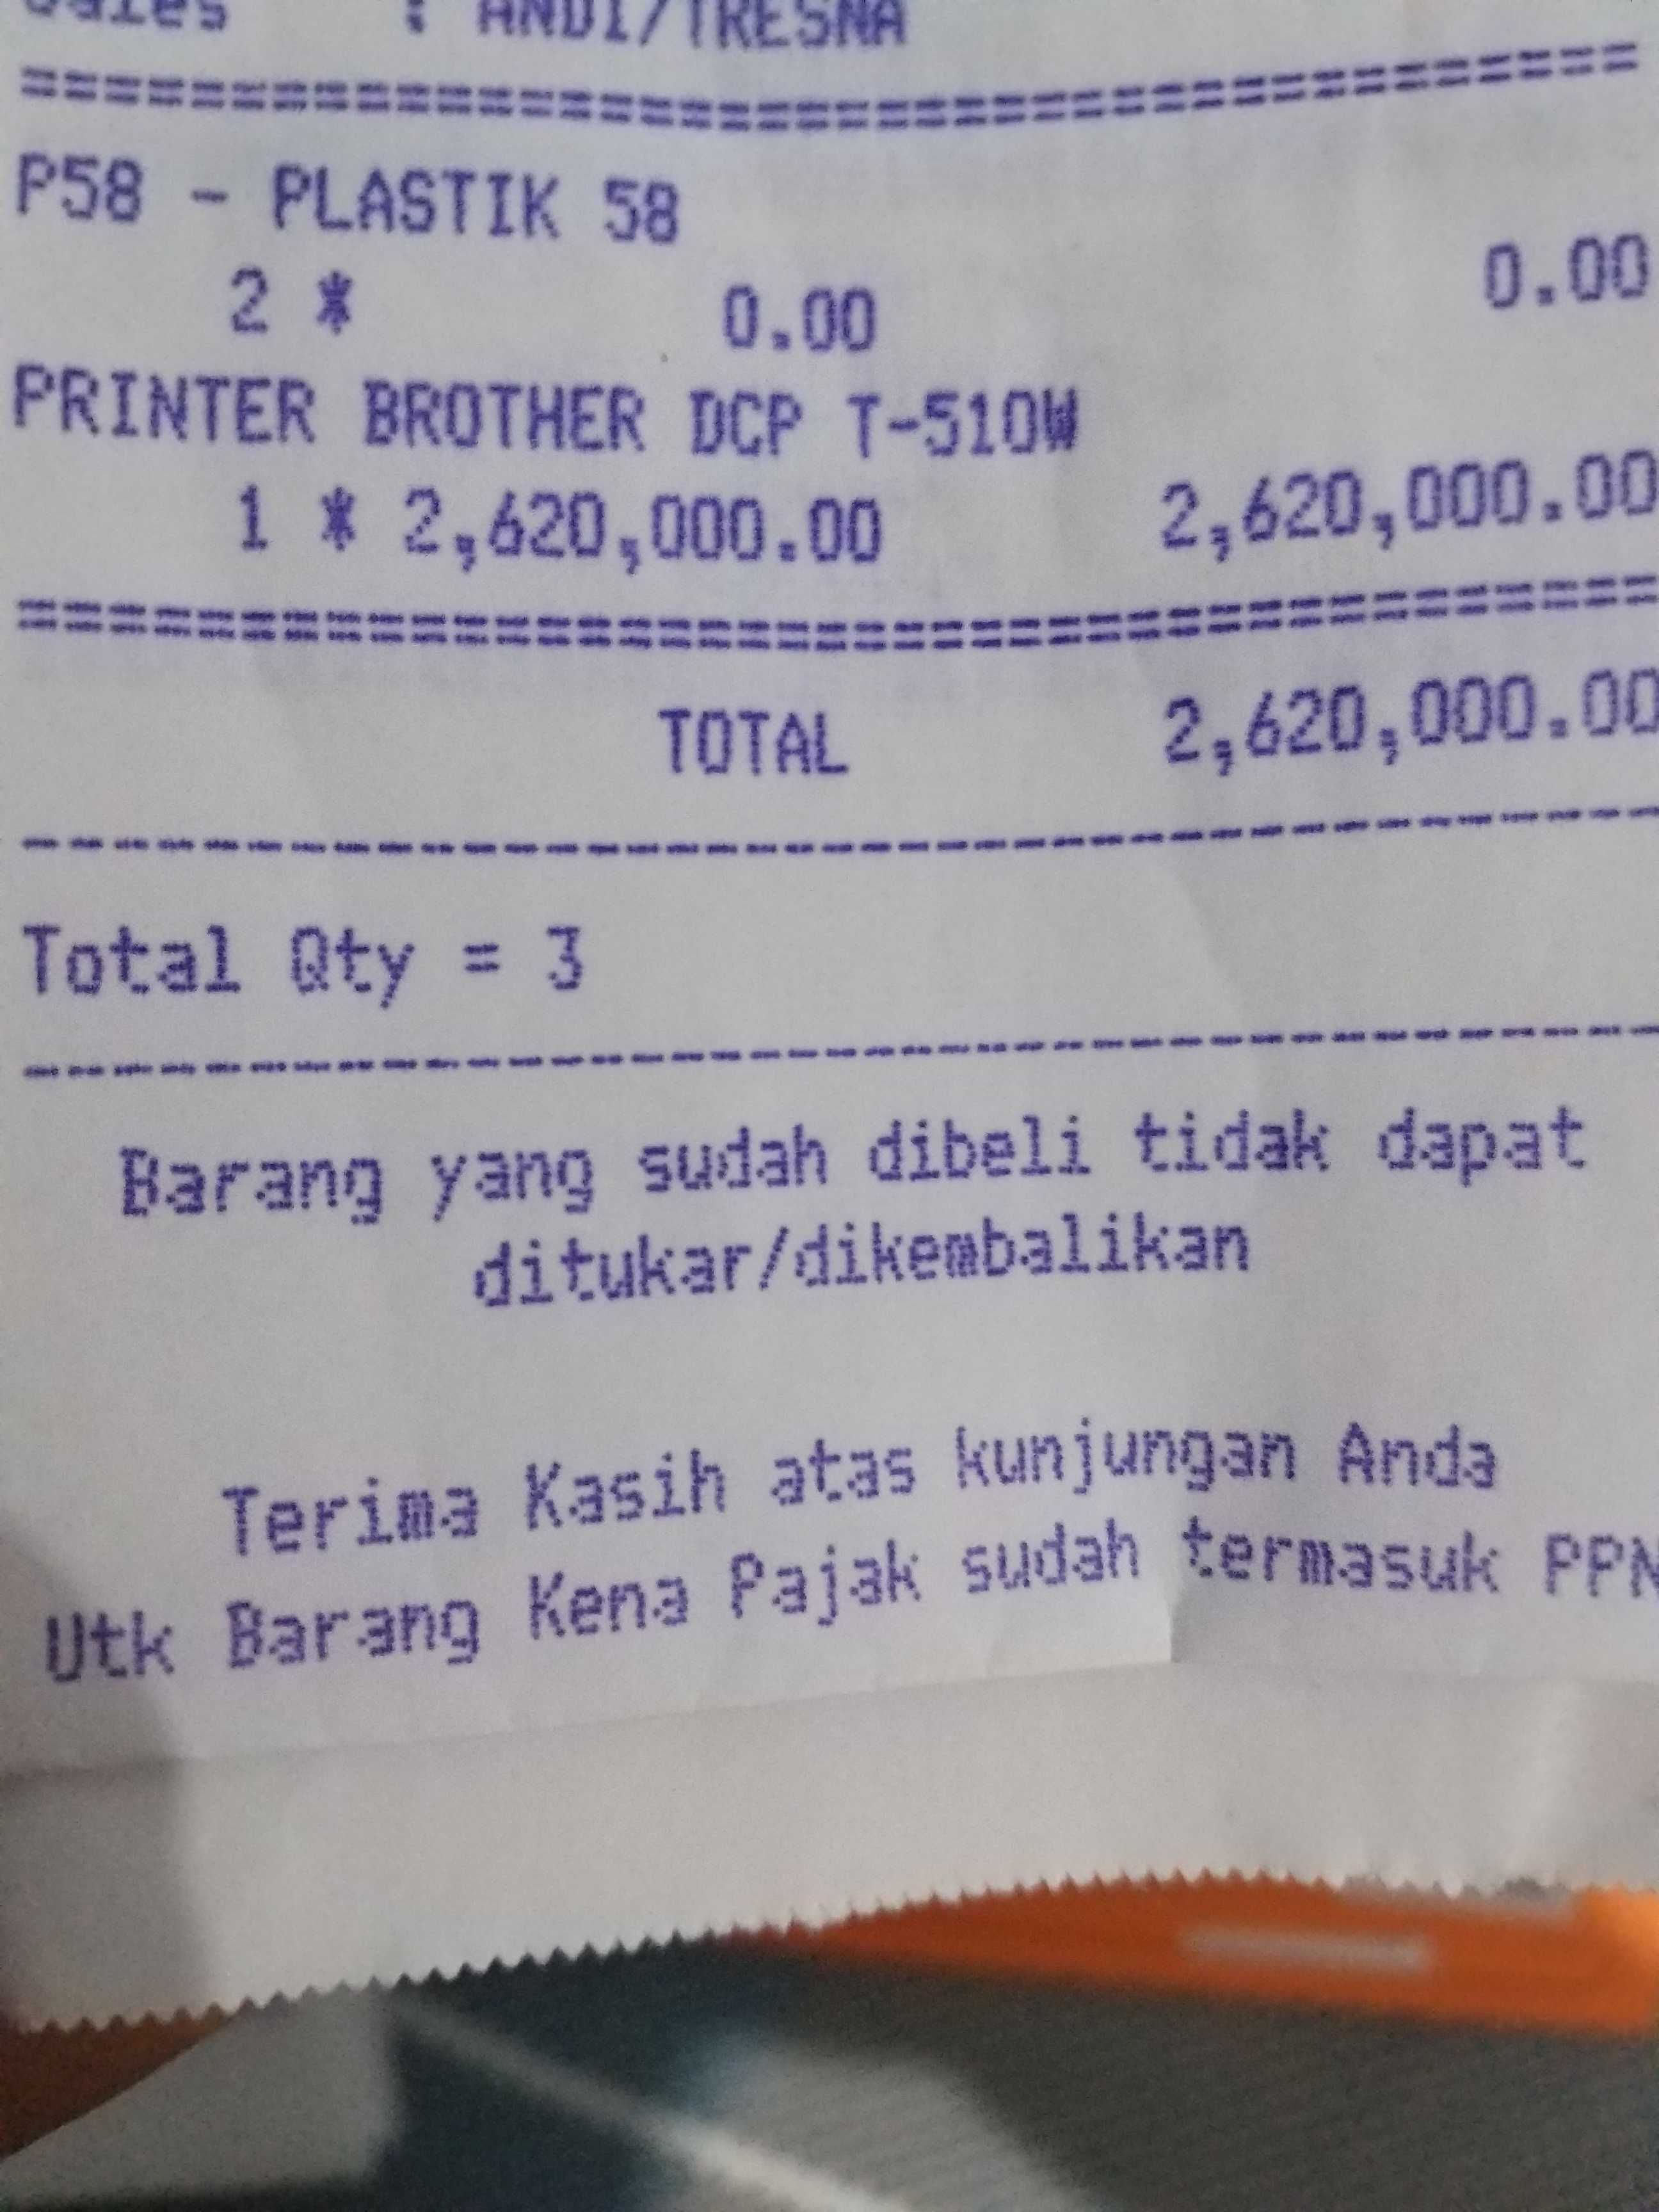 Sales : ANDI/TRESNA
================================
P58 - PLASTIK 58
2 * 0.00 0.00
PRINTER BROTHER DCP T-510W
1 * 2,620,000.00 2,620,000.00
================================
TOTAL 2,620,000.00
----------------------------------------
Total Qty = 3
----------------------------------------
Barang yang sudah dibeli tidak dapat
ditukar/dikembalikan
Terima Kasih atas kunjungan Anda
Utk Barang Kena Pajak sudah termasuk PPN